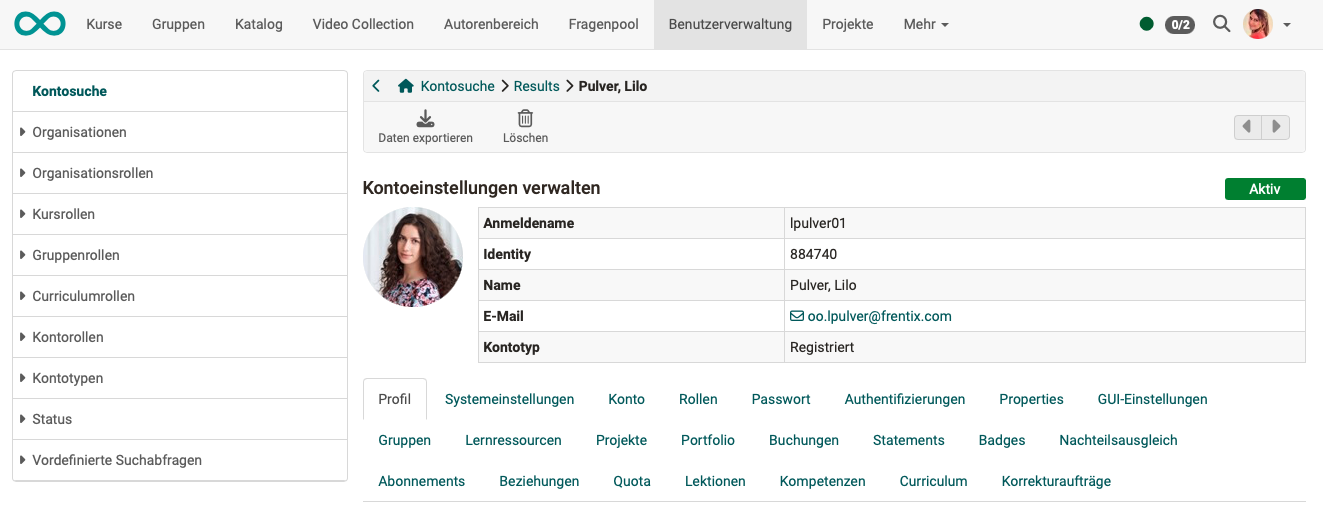 Kurse Gruppen Katalog Video Collection Autorenbereich Fragenpool Benutzerverwaltung Projekte Mehr 0/2
Kontosuche
Organisationen
Organisationsrollen
Kursrollen
Gruppenrollen
Curriculumrollen
Kontorollen
Kontotypen
Status
Vordefinierte Suchabfragen
Kontosuche Results Pulver, Lilo
Daten exportieren Löschen
Kontoeinstellungen verwalten Aktiv
Anmeldename lpulver01
Identity 884740
Name Pulver, Lilo
E-Mail oo.lpulver@frentix.com
Kontotyp Registriert
Profil Systemeinstellungen Konto Rollen Passwort Authentifizierungen Properties GUI-Einstellungen
Gruppen Lernressourcen Projekte Portfolio Buchungen Statements Badges Nachteilsausgleich
Abonnements Beziehungen Quota Lektionen Kompetenzen Curriculum Korrekturaufträge